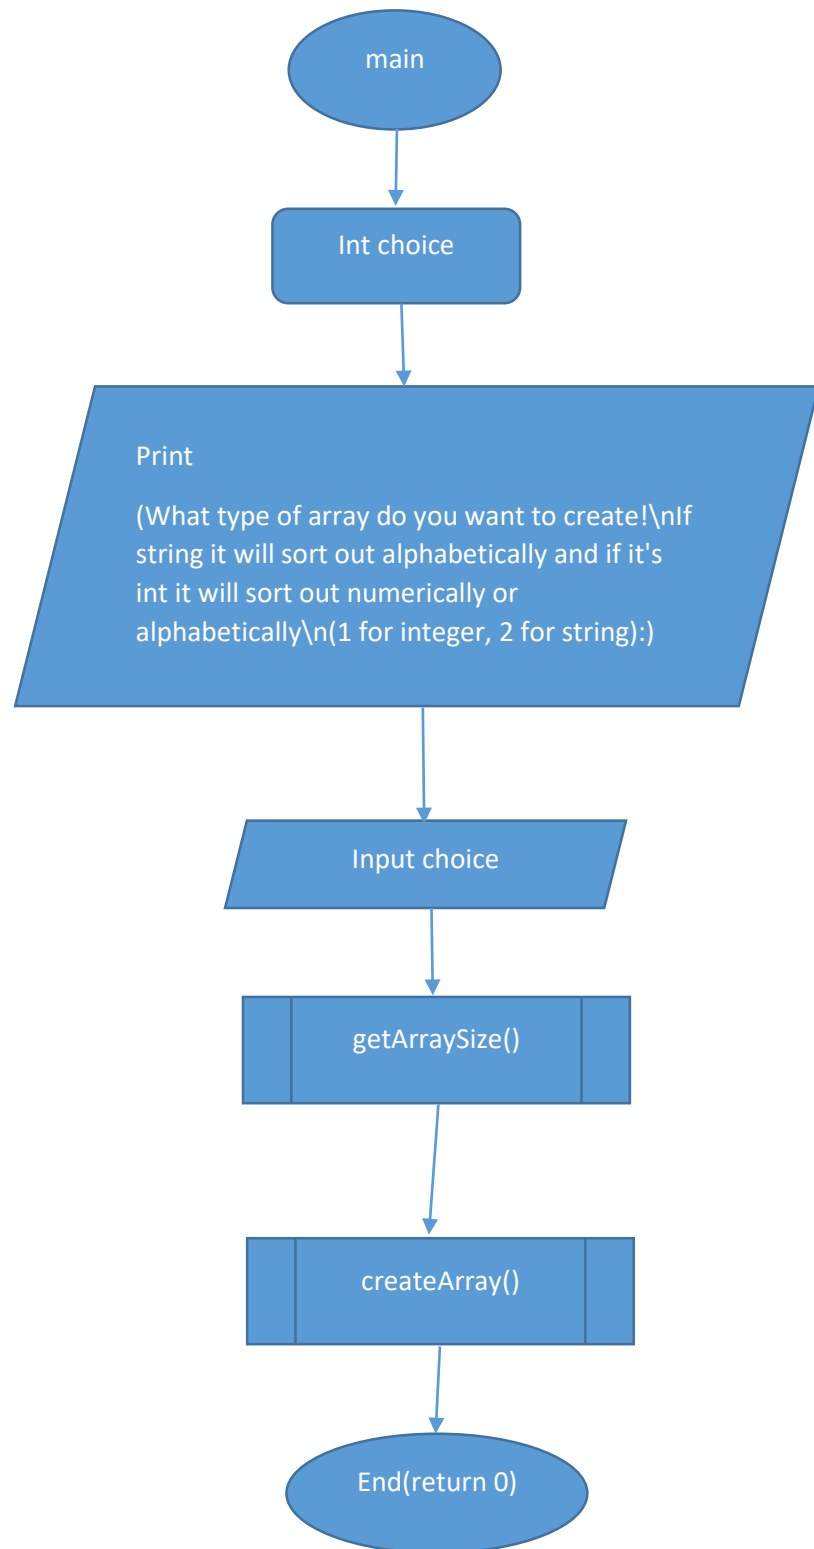 main
Int choice
Print
(What type of array do you want to create!\nIf
string it will sort out alphabetically and if it's
int it will sort out numerically or
alphabetically\n(1 for integer, 2 for string):)
Input choice
getArraySize()
createArray()
End(return 0)